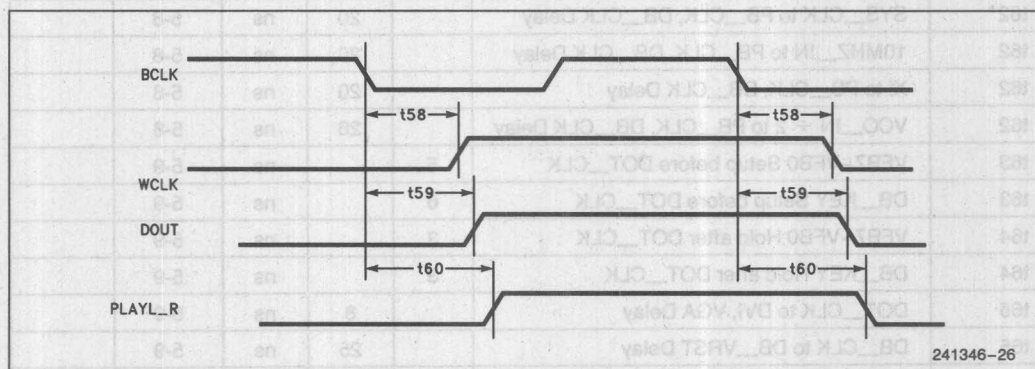 BCLK
t58 t58
WCLK
t59 t59
DOUT
t60 t60
PLAYL_R
241346-26